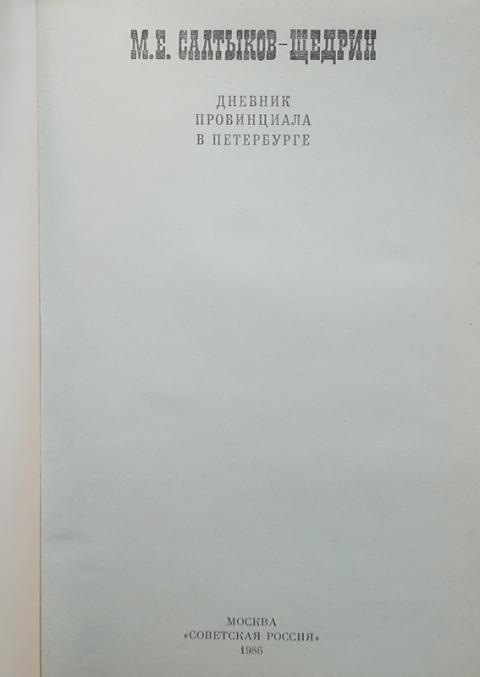 М.Е. САЛТЫКОВ-ЩЕДРИН
ДНЕВНИК
ПРОВИНЦИАЛА
В ПЕТЕРБУРГЕ
МОСКВА
«СОВЕТСКАЯ РОССИЯ»
1986